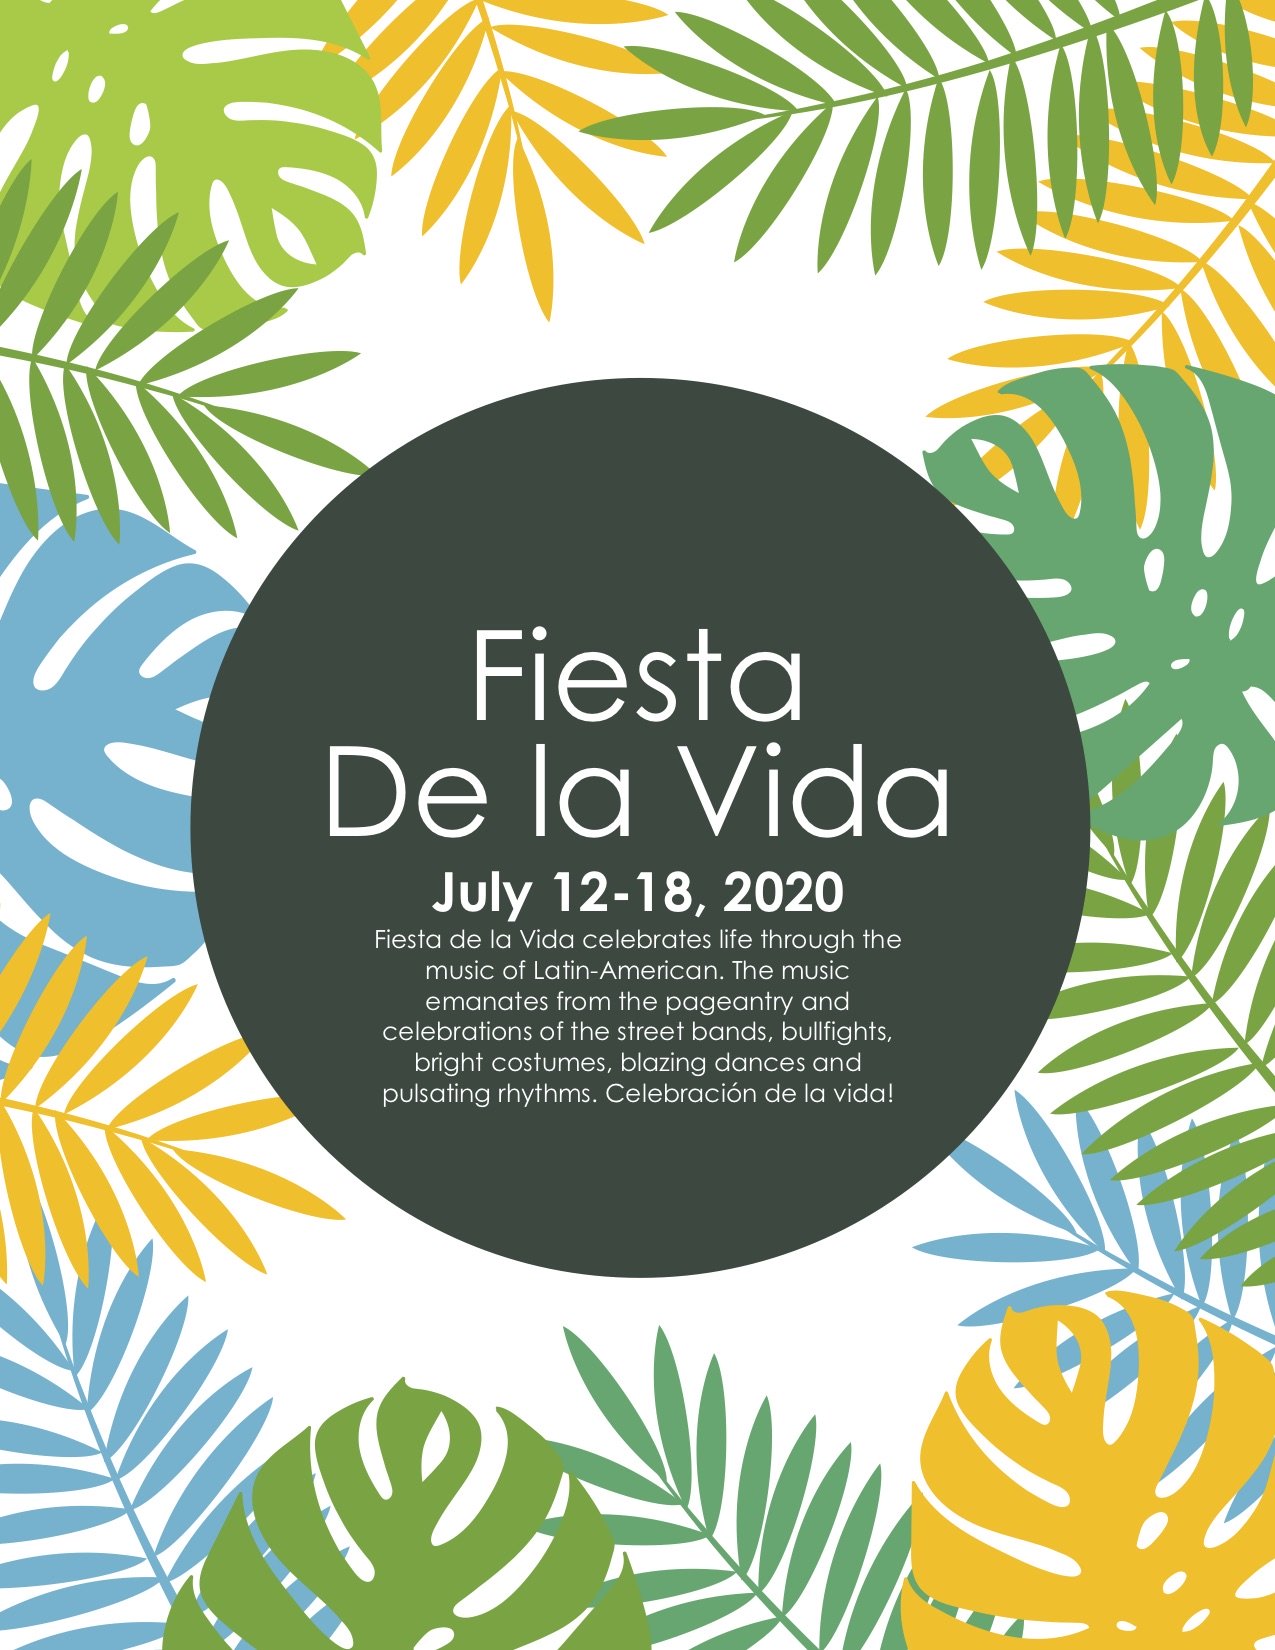 Fiesta
De la Vida
July 12-18, 2020
Fiesta de la Vida celebrates life through the
music of Latin-American. The music
emanates from the pageantry and
celebrations of the street bands, bullfights,
bright costumes, blazing dances and
pulsating rhythms. Celebración de la vida!